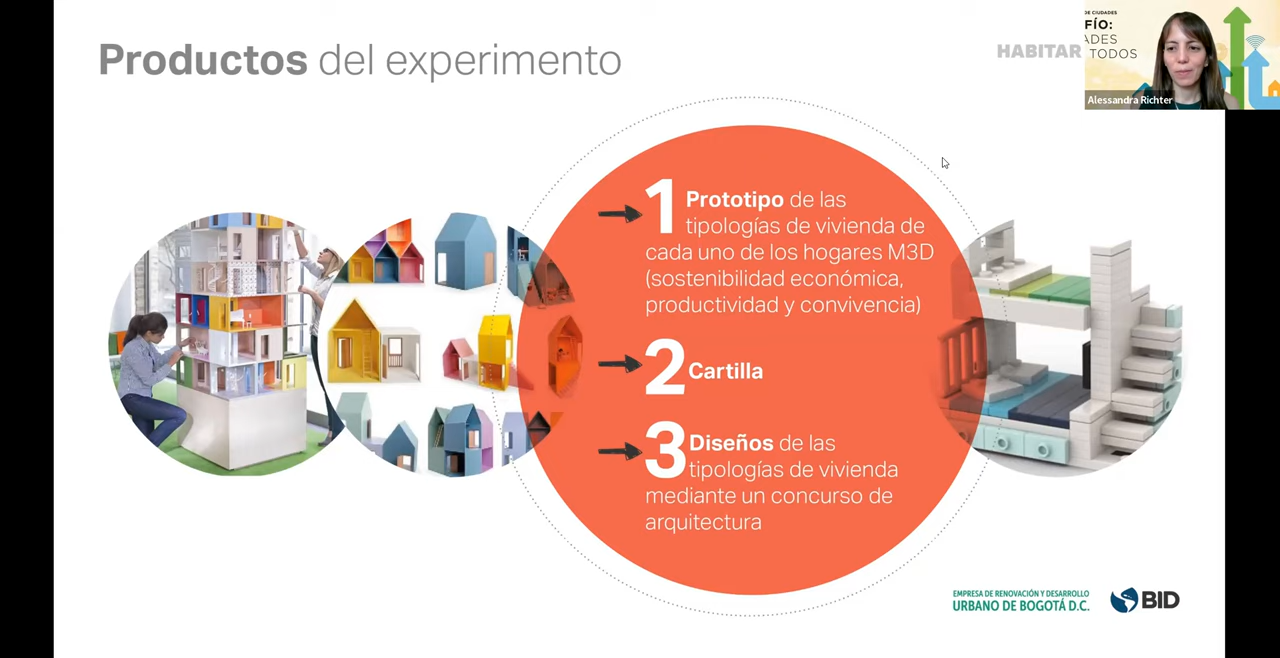 Productos del experimento
HABITAR
DE CIUDADES
FÍO:
ADES
TODOS
Alessandra Richter
1 Prototipo de las
tipologías de vivienda de
cada uno de los hogares M3D
(sostenibilidad económica,
productividad y convivencia)
2 Cartilla
3 Diseños de las
tipologías de vivienda
mediante un concurso de
arquitectura
EMPRESA DE RENOVACIÓN Y DESARROLLO
URBANO DE BOGOTÁ D.C.
BID